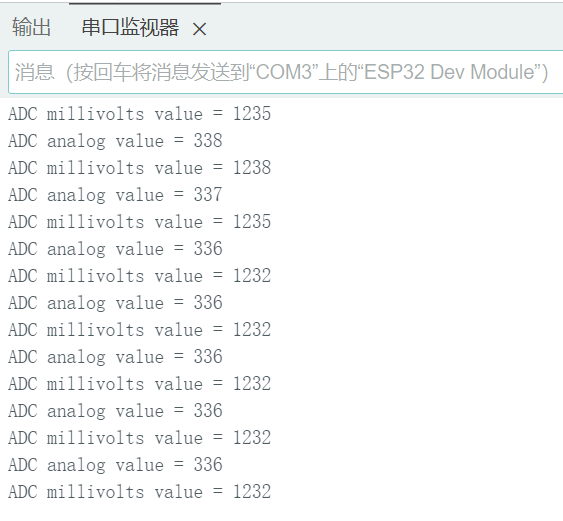 输出 串口监视器 ×
消息（按回车将消息发送到“COM3”上的“ESP32 Dev Module”）
ADC millivolts value = 1235
ADC analog value = 338
ADC millivolts value = 1238
ADC analog value = 337
ADC millivolts value = 1235
ADC analog value = 336
ADC millivolts value = 1232
ADC analog value = 336
ADC millivolts value = 1232
ADC analog value = 336
ADC millivolts value = 1232
ADC analog value = 336
ADC millivolts value = 1232
ADC analog value = 336
ADC millivolts value = 1232